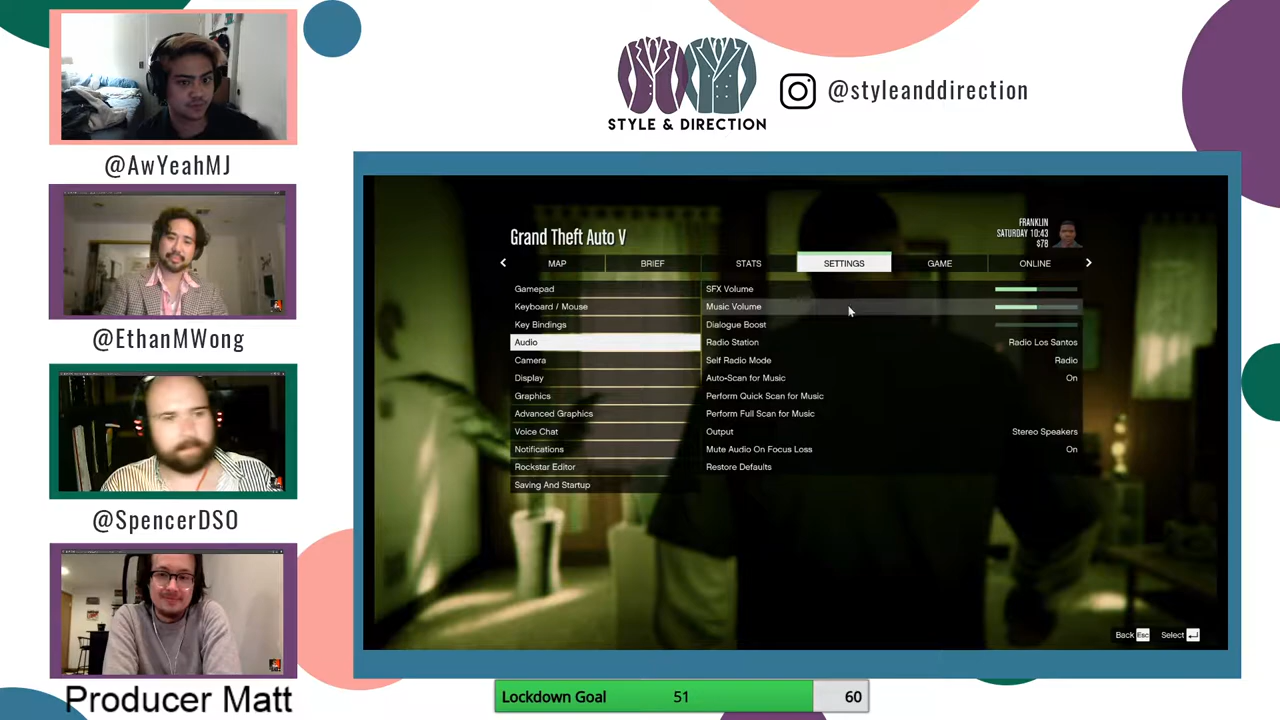 @AwYeahMJ
@EthanMWong
@SpencerDSO
Producer Matt
STYLE & DIRECTION
@styleanddirection
Grand Theft Auto V
FRANKLIN
SATURDAY 10:43
$78
MAP BRIEF STATS SETTINGS GAME ONLINE
Gamepad
Keyboard / Mouse
Key Bindings
Audio
Camera
Display
Graphics
Advanced Graphics
Voice Chat
Notifications
Rockstar Editor
Saving And Startup
SFX Volume
Music Volume
Dialogue Boost
Radio Station Radio Los Santos
Self Radio Mode Radio
Auto-Scan for Music On
Perform Quick Scan for Music
Perform Full Scan for Music
Output Stereo Speakers
Mute Audio On Focus Loss On
Restore Defaults
Back Esc Select
Lockdown Goal 51 60